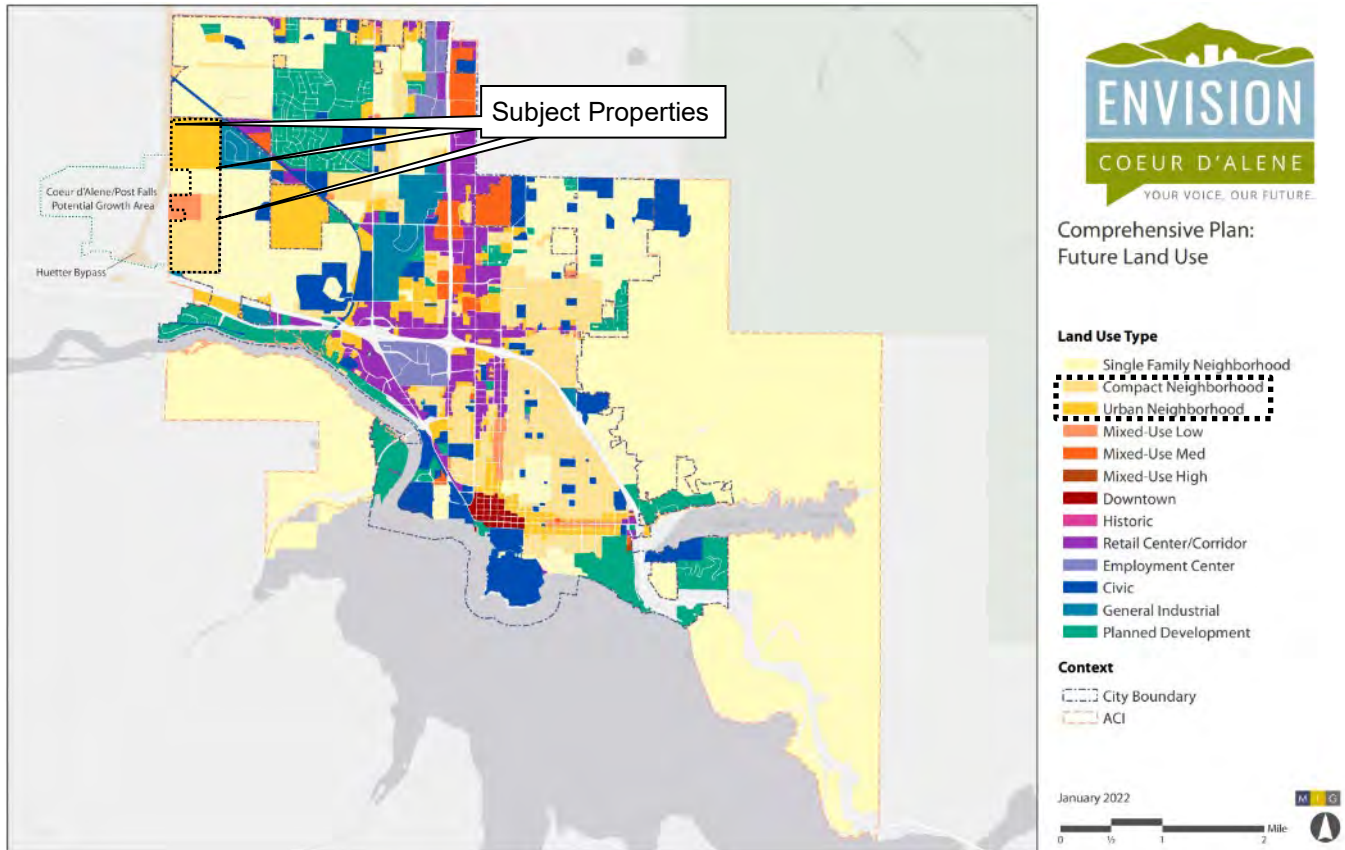 Subject Properties
Coeur d'Alene/Post Falls
Potential Growth Area
Huetter Bypass
ENVISION
COEUR D'ALENE
YOUR VOICE, OUR FUTURE.
Comprehensive Plan:
Future Land Use
Land Use Type
Single Family Neighborhood
Compact Neighborhood
Urban Neighborhood
Mixed-Use Low
Mixed-Use Med
Mixed-Use High
Downtown
Historic
Retail Center/Corridor
Employment Center
Civic
General Industrial
Planned Development
Context
City Boundary
ACI
January 2022
M I G
0 ½ 1 2 Mile